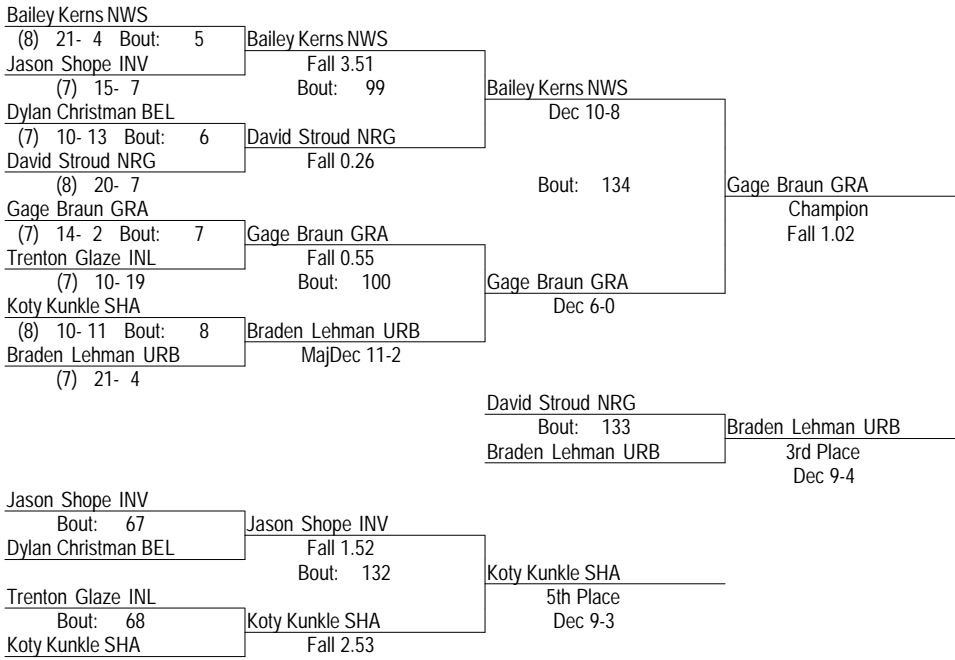 Bailey Kerns NWS
(8) 21- 4 Bout: 5 Bailey Kerns NWS
Jason Shope INV Fall 3.51
(7) 15- 7 Bout: 99 Bailey Kerns NWS
Dylan Christman BEL Dec 10-8
(7) 10- 13 Bout: 6 David Stroud NRG
David Stroud NRG Fall 0.26
(8) 20- 7 Bout: 134 Gage Braun GRA
Gage Braun GRA Champion
(7) 14- 2 Bout: 7 Gage Braun GRA Fall 1.02
Trenton Glaze INL Fall 0.55
(7) 10- 19 Bout: 100 Gage Braun GRA
Koty Kunkle SHA Dec 6-0
(8) 10- 11 Bout: 8 Braden Lehman URB
Braden Lehman URB MajDec 11-2
(7) 21- 4
David Stroud NRG
Bout: 133 Braden Lehman URB
Braden Lehman URB 3rd Place
Dec 9-4
Jason Shope INV
Bout: 67 Jason Shope INV
Dylan Christman BEL Fall 1.52
Bout: 132 Koty Kunkle SHA
Trenton Glaze INL 5th Place
Bout: 68 Koty Kunkle SHA Dec 9-3
Koty Kunkle SHA Fall 2.53